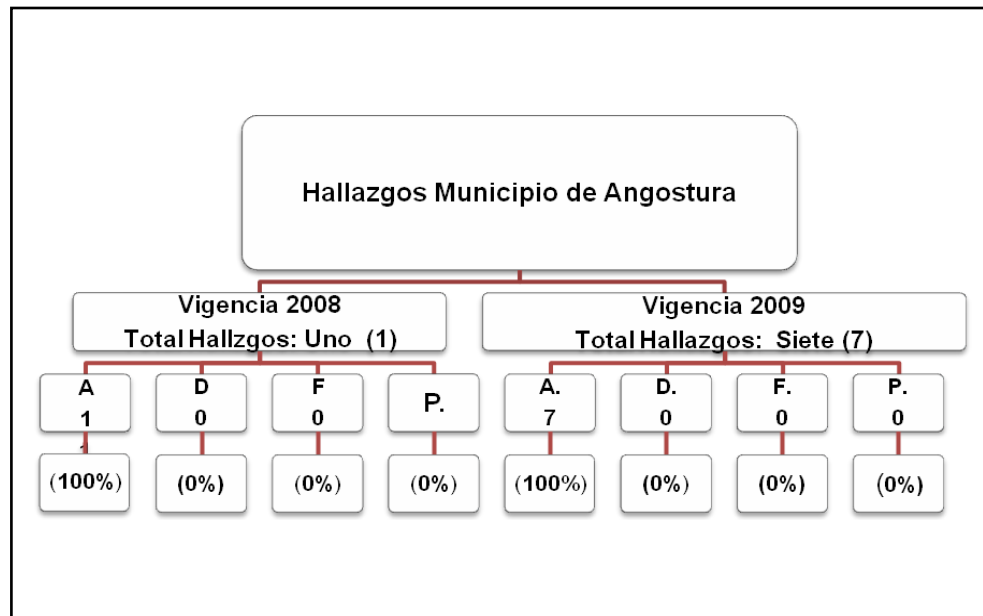 Hallazgos Municipio de Angostura
Vigencia 2008
Total Hallzgos: Uno (1)
Vigencia 2009
Total Hallazgos: Siete (7)
A
1
1
D
0
F
0
P.
A.
7
D.
0
F.
0
P.
0
(100%)
(0%)
(0%)
(0%)
(100%)
(0%)
(0%)
(0%)